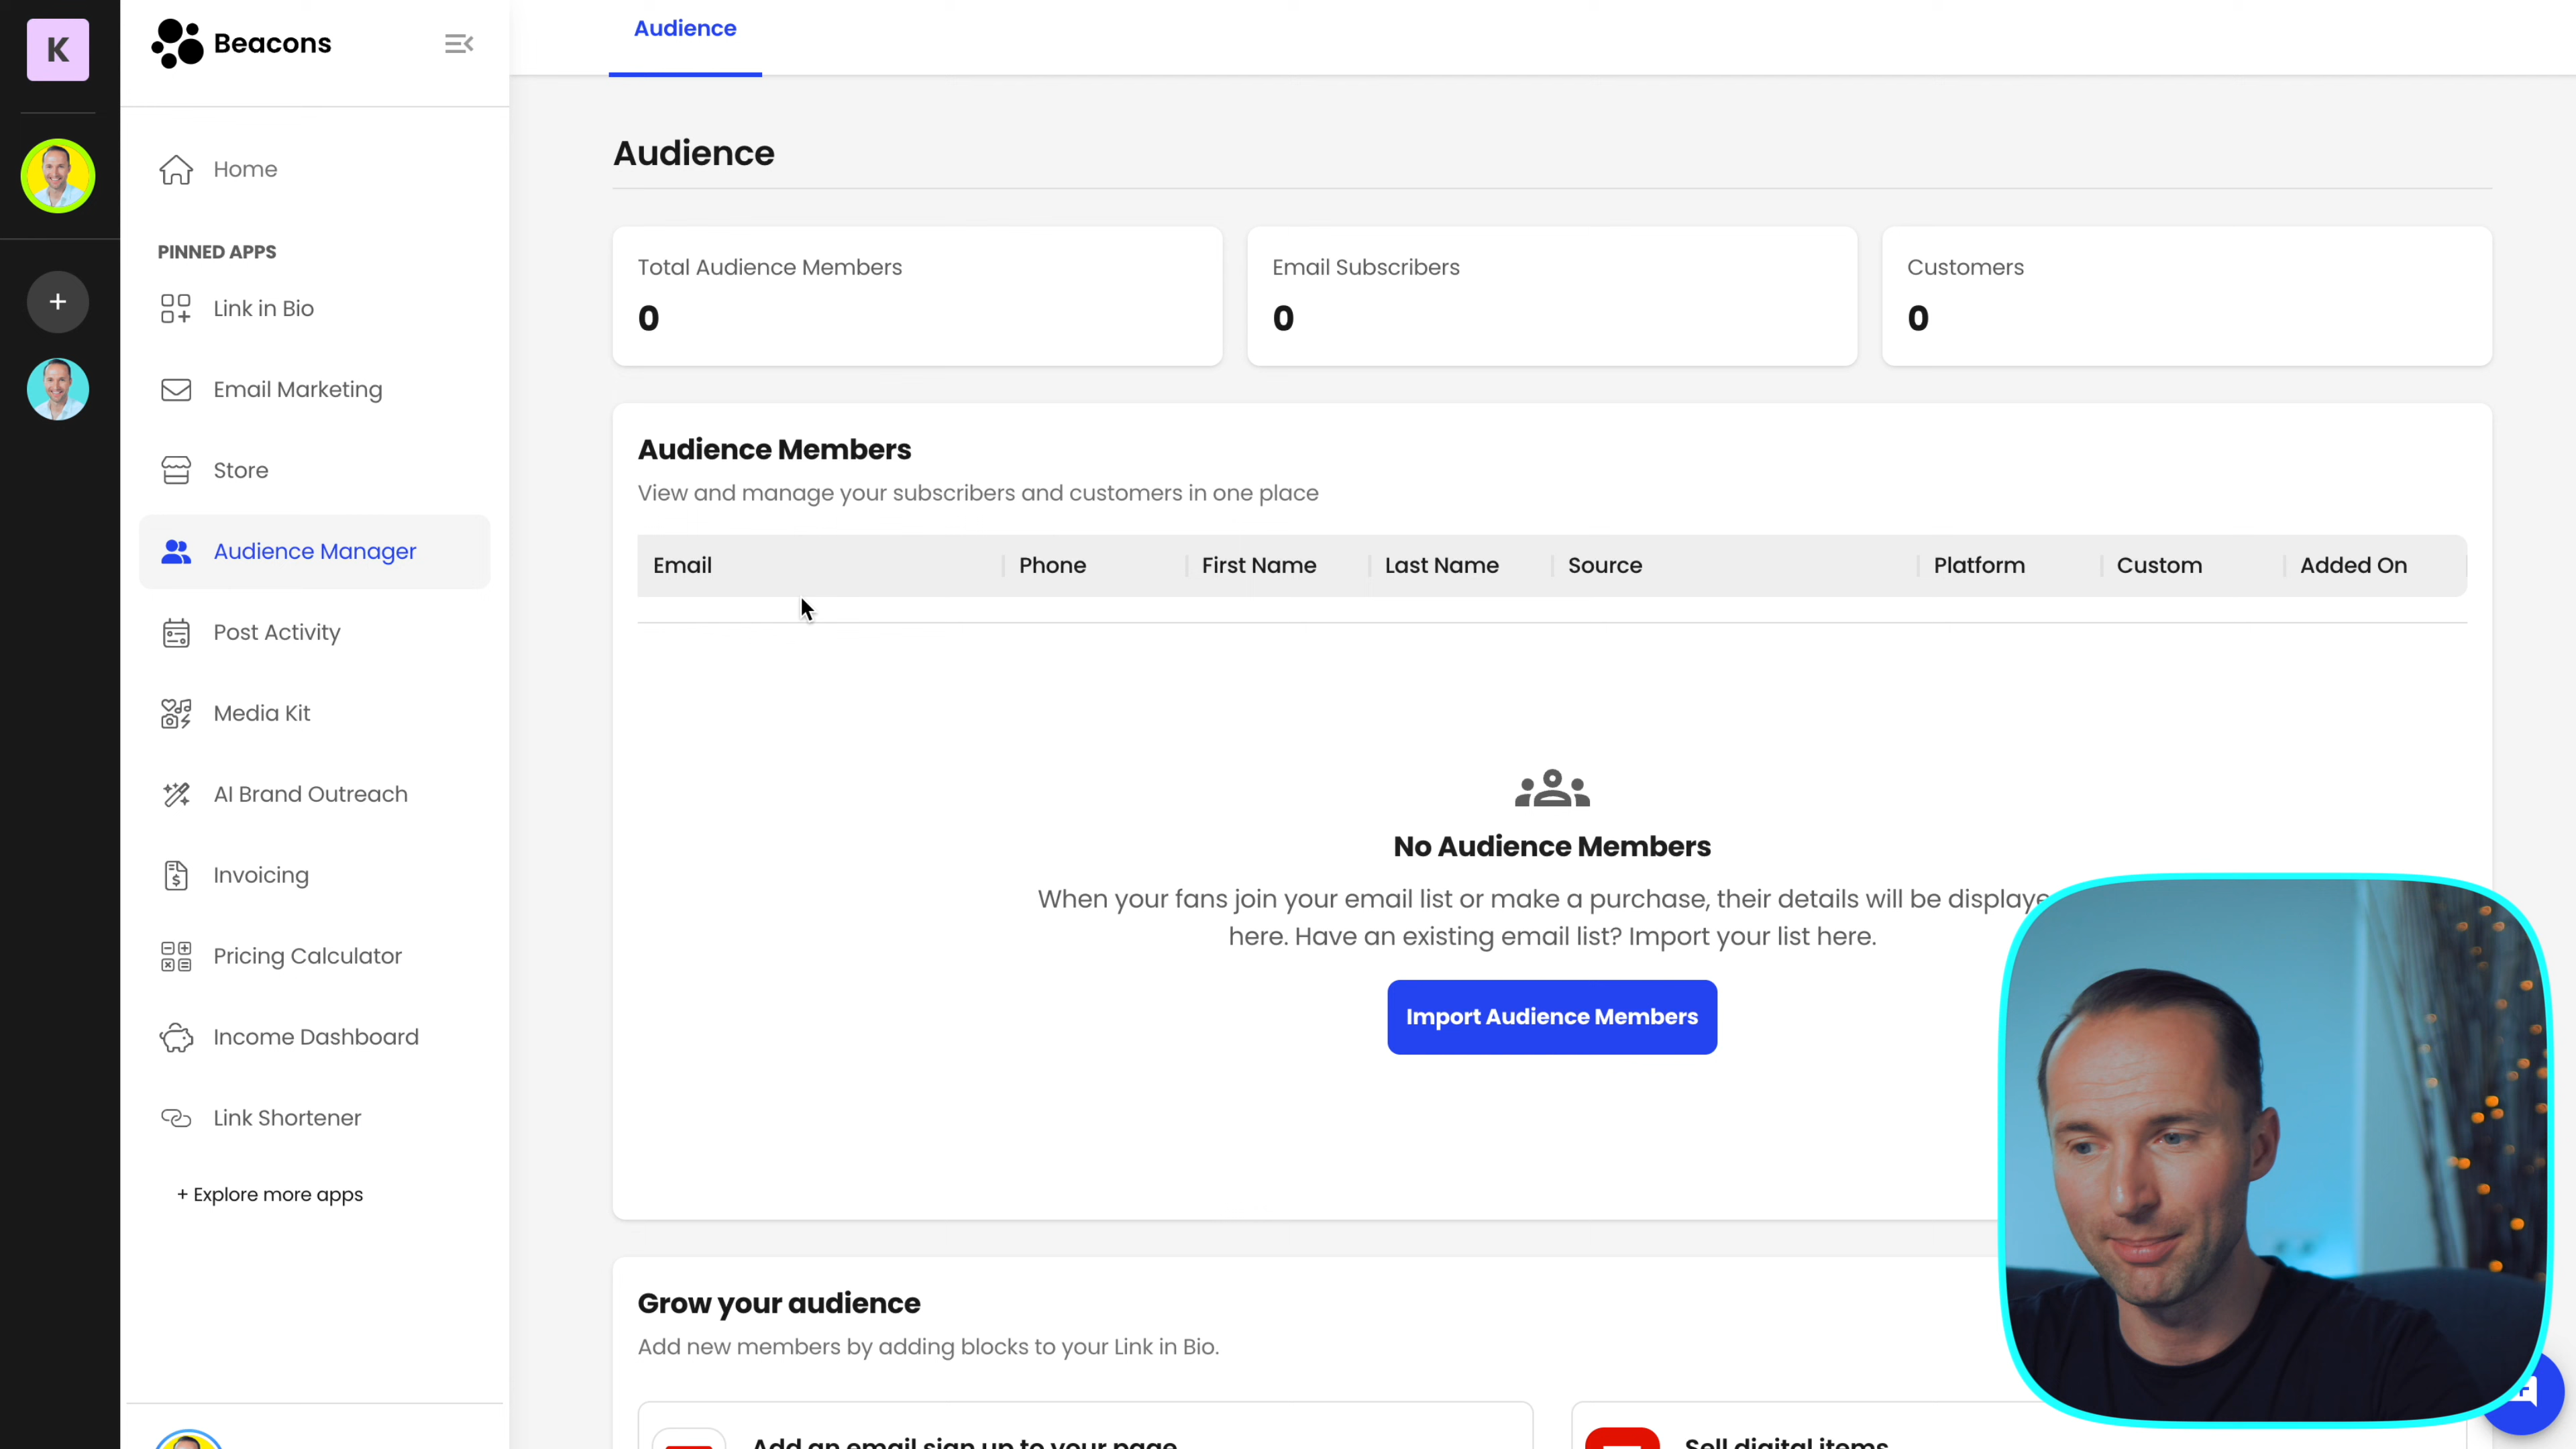 K
Beacons
Home
PINNED APPS
Link in Bio
Email Marketing
Store
Audience Manager
Post Activity
Media Kit
AI Brand Outreach
Invoicing
Pricing Calculator
Income Dashboard
Link Shortener
+ Explore more apps
+
Audience
Audience
Total Audience Members
0
Email Subscribers
0
Customers
0
Audience Members
View and manage your subscribers and customers in one place
Email Phone First Name Last Name Source Platform Custom Added On
No Audience Members
When your fans join your email list or make a purchase, their details will be displaye
here. Have an existing email list? Import your list here.
Import Audience Members
Grow your audience
Add new members by adding blocks to your Link in Bio.
Add an email sign up to your page
Sell digital items